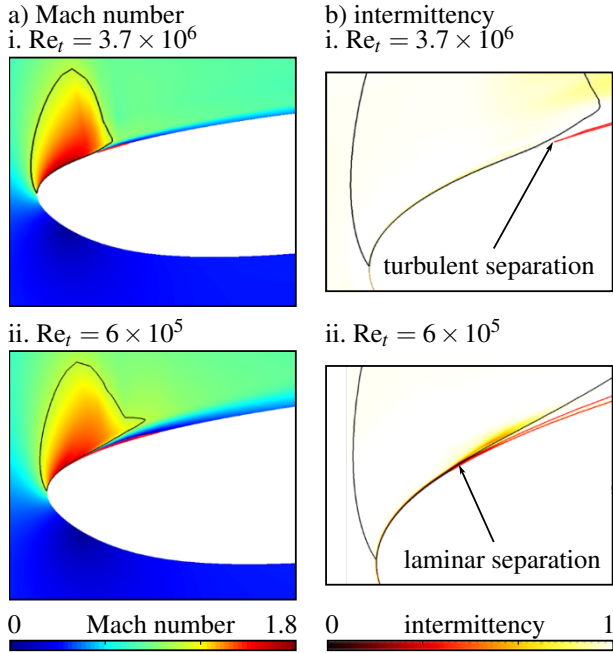 a) Mach number
i. Re_t = 3.7 × 10^6
b) intermittency
i. Re_t = 3.7 × 10^6
turbulent separation
ii. Re_t = 6 × 10^5
ii. Re_t = 6 × 10^5
laminar separation
0 Mach number 1.8
0 intermittency 1